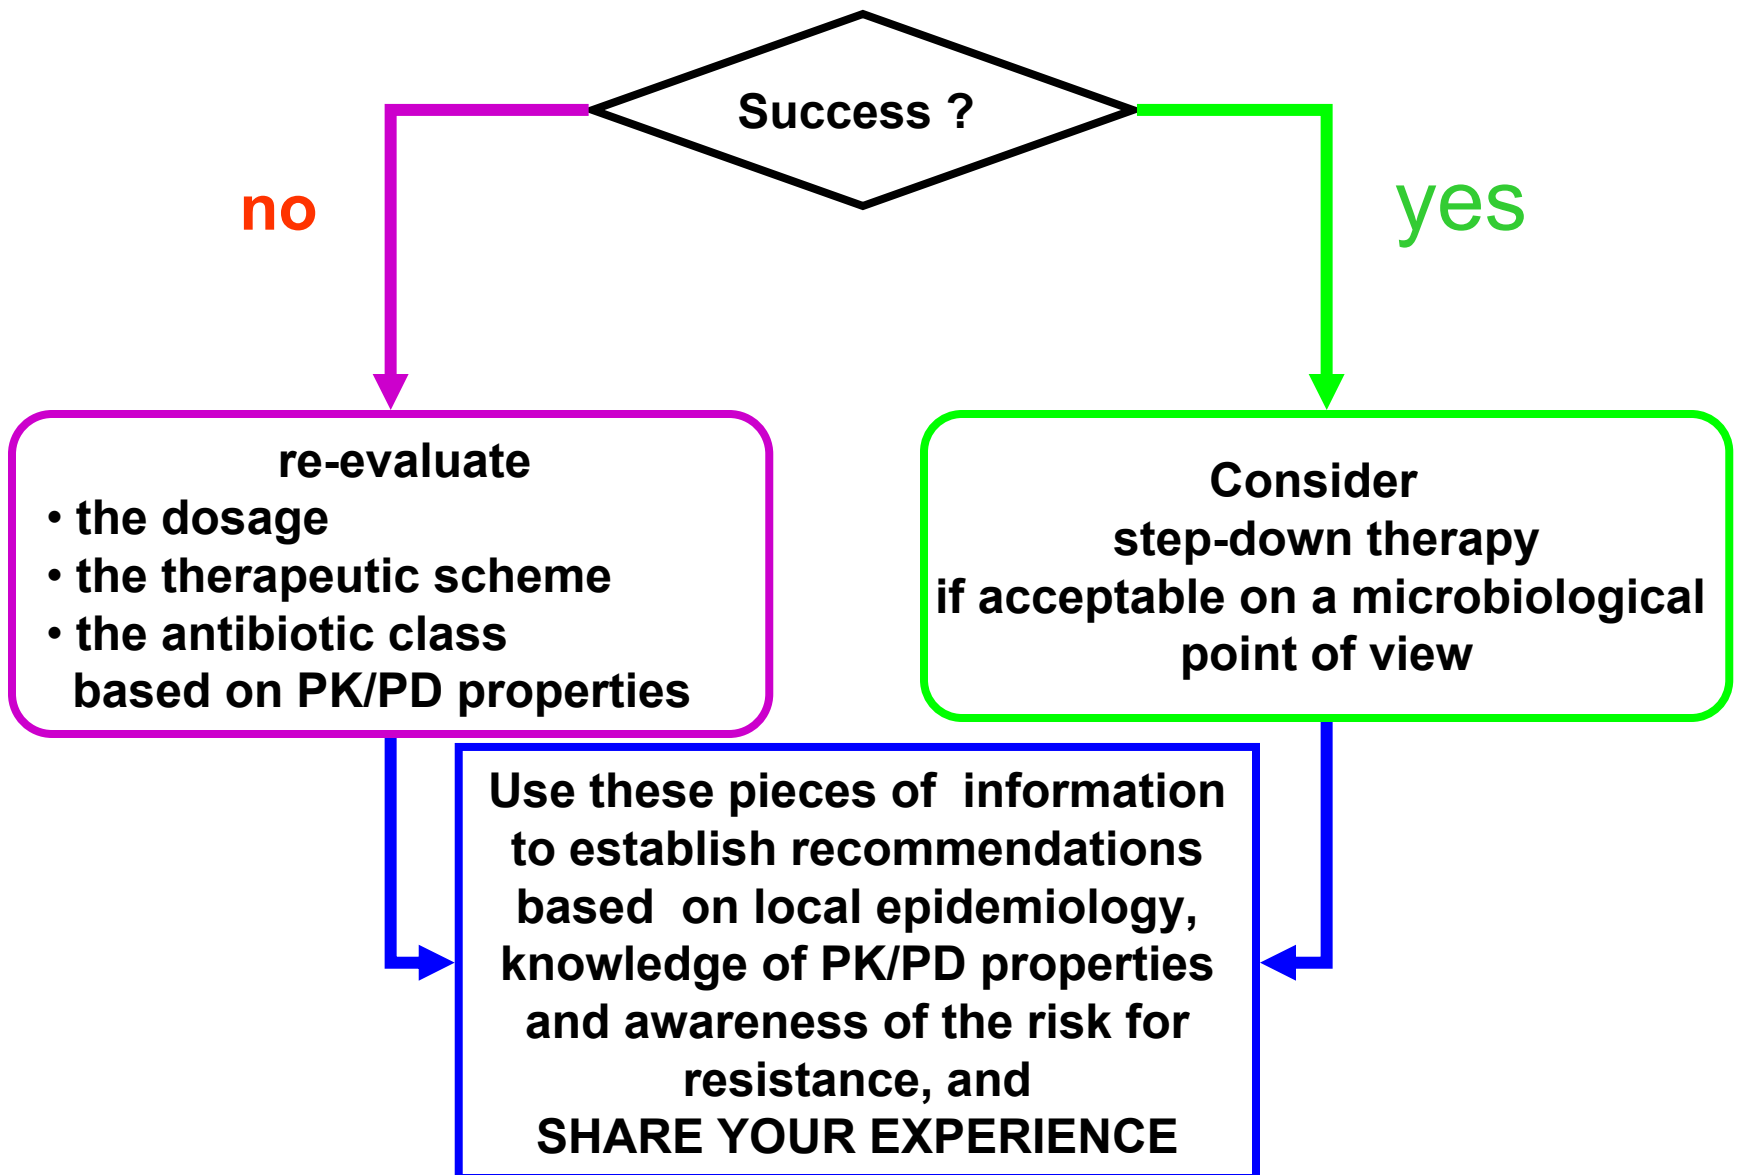 Success ?
no
yes
re-evaluate
• the dosage
• the therapeutic scheme
• the antibiotic class
based on PK/PD properties
Consider
step-down therapy
if acceptable on a microbiological
point of view
Use these pieces of information
to establish recommendations
based on local epidemiology,
knowledge of PK/PD properties
and awareness of the risk for
resistance, and
SHARE YOUR EXPERIENCE